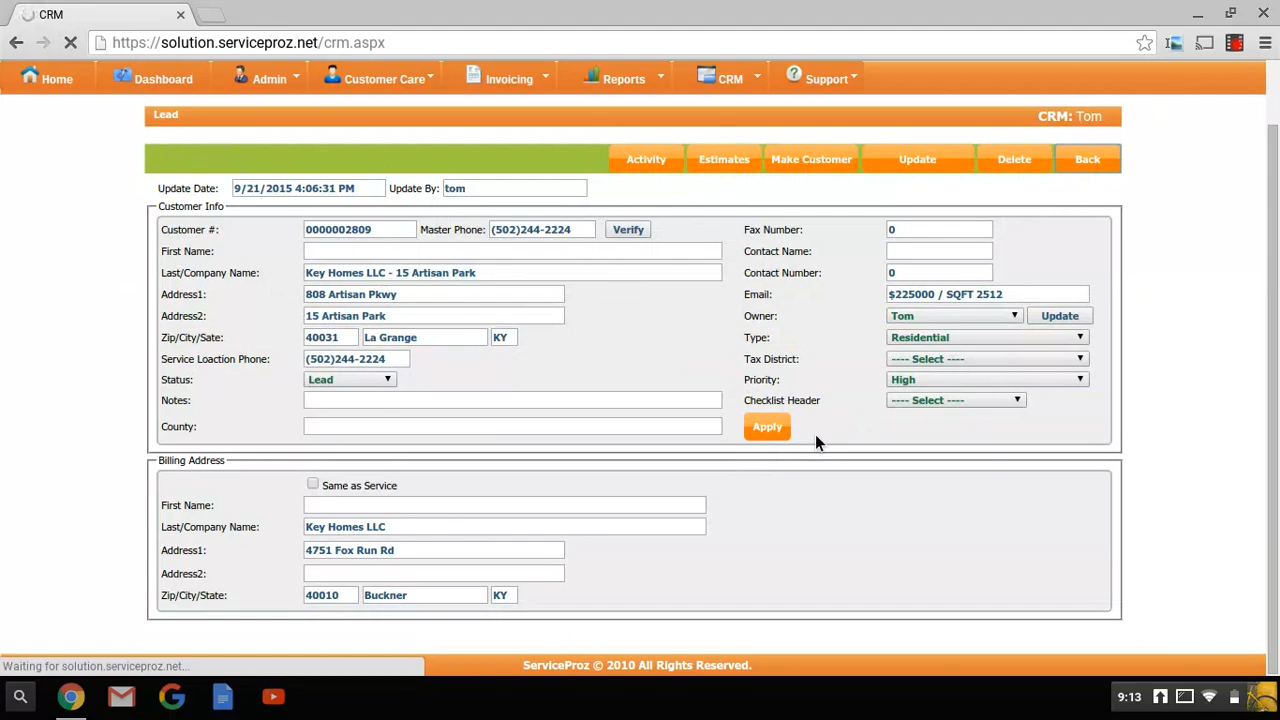 CRM
https://solution.serviceproz.net/crm.aspx
Home Dashboard Admin Customer Care Invoicing Reports CRM Support
Lead CRM: Tom
Activity Estimates Make Customer Update Delete Back
Update Date: 9/21/2015 4:06:31 PM Update By: tom
Customer Info
Customer #: 0000002809 Master Phone: (502)244-2224 Verify Fax Number: 0
First Name: Contact Name:
Last/Company Name: Key Homes LLC - 15 Artisan Park Contact Number: 0
Address1: 808 Artisan Pkwy Email: $225000 / SQFT 2512
Address2: 15 Artisan Park Owner: Tom Update
Zip/City/Sate: 40031 La Grange KY Type: Residential
Service Loaction Phone: (502)244-2224 Tax District: ---- Select ----
Status: Lead Priority: High
Notes: Checklist Header ---- Select ----
County: Apply
Billing Address
Same as Service
First Name:
Last/Company Name: Key Homes LLC
Address1: 4751 Fox Run Rd
Address2:
Zip/City/State: 40010 Buckner KY
Waiting for solution.serviceproz.net... ServiceProz © 2010 All Rights Reserved.
9:13